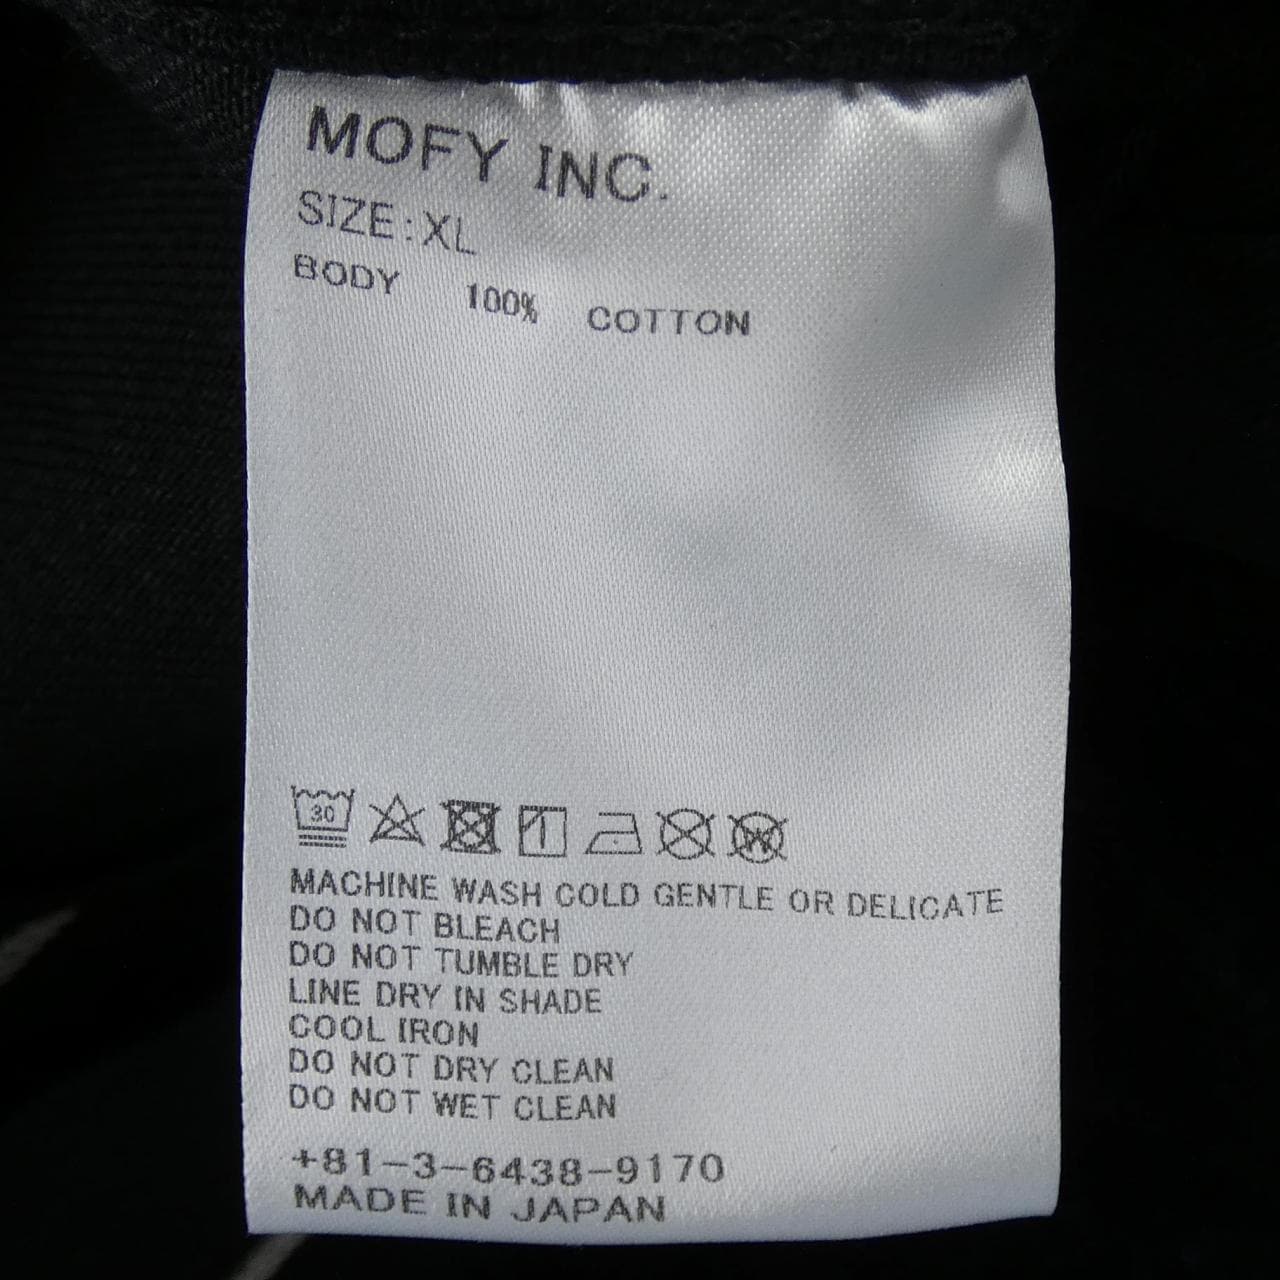 MOFY INC.
SIZE:XL
BODY 100% COTTON
30
W
MACHINE WASH COLD GENTLE OR DELICATE
DO NOT BLEACH
DO NOT TUMBLE DRY
LINE DRY IN SHADE
COOL IRON
DO NOT DRY CLEAN
DO NOT WET CLEAN
+81-3-6438-9170
MADE IN JAPAN